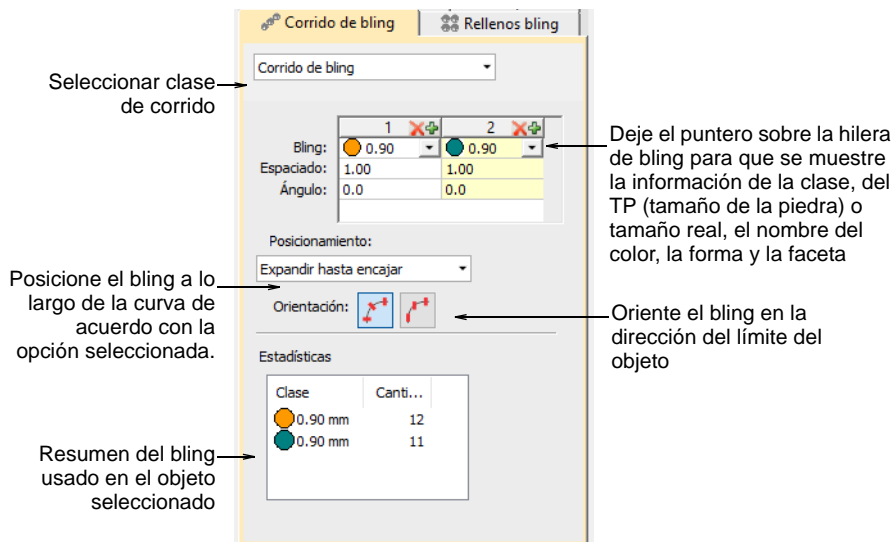 Corrido de bling
Rellenos bling
Corrido de bling
Seleccionar clase
de corrido
1 2
Bling: 0.90 0.90
Espaciado: 1.00 1.00
Ángulo: 0.0 0.0
Deje el puntero sobre la hilera
de bling para que se muestre
la información de la clase, del
TP (tamaño de la piedra) o
tamaño real, el nombre del
color, la forma y la faceta
Posicionamiento:
Expandir hasta encajar
Posicione el bling a lo
largo de la curva de
acuerdo con la
opción seleccionada.
Orientación:
Oriente el bling en la
dirección del límite del
objeto
Estadísticas
Clase Canti...
0.90 mm 12
0.90 mm 11
Resumen del bling
usado en el objeto
seleccionado